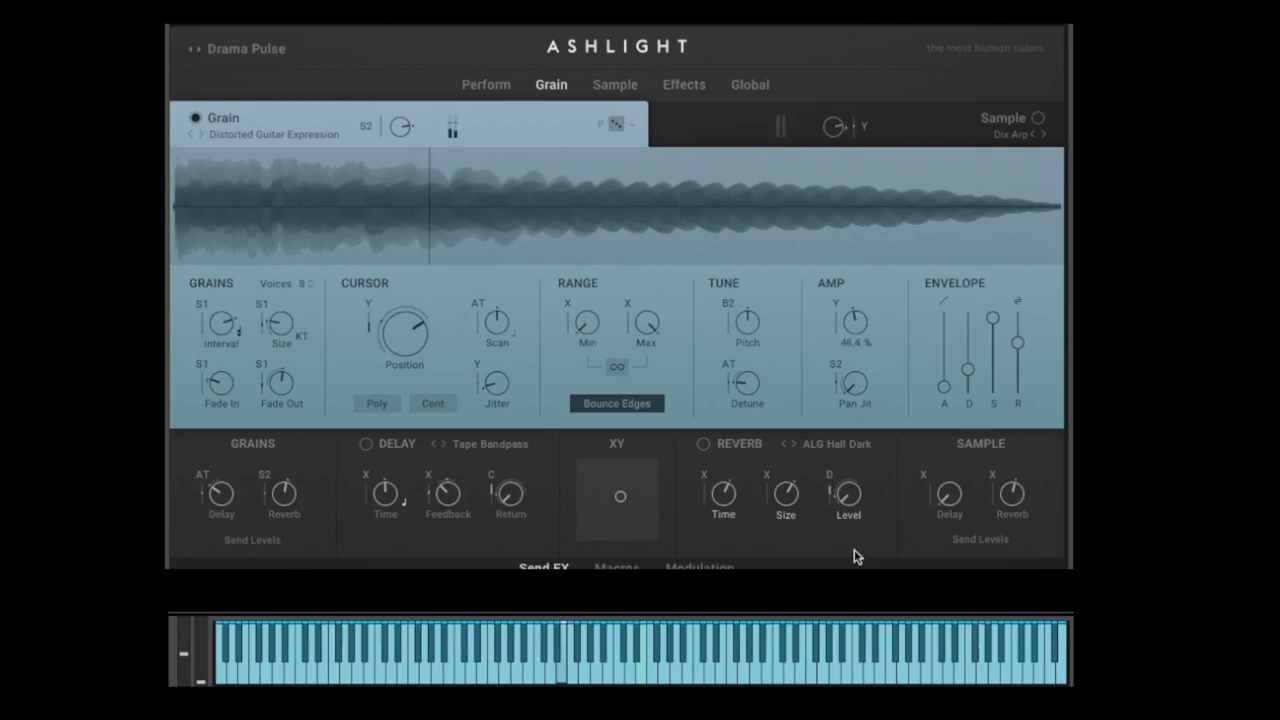 Drama Pulse
ASHLIGHT
the most human colors
Perform Grain Sample Effects Global
Grain
Distorted Guitar Expression
S2
P
Y
Sample
Dix Arp
GRAINS Voices 8 CURSOR RANGE TUNE AMP ENVELOPE
S1 S1 Y AT X X B2 Y
KT
Interval Size Scan Min Max Pitch 46.4 %
S1 S1 Position Y AT S2
Fade In Fade Out Poly Cont Jitter Bounce Edges Detune Pan Jit A D S R
GRAINS DELAY Tape Bandpass XY REVERB ALG Hall Dark SAMPLE
AT S2 X X C X X D X X
Delay Reverb Time Feedback Return Time Size Level Delay Reverb
Send Levels Send Levels
Send FX Macros Modulation